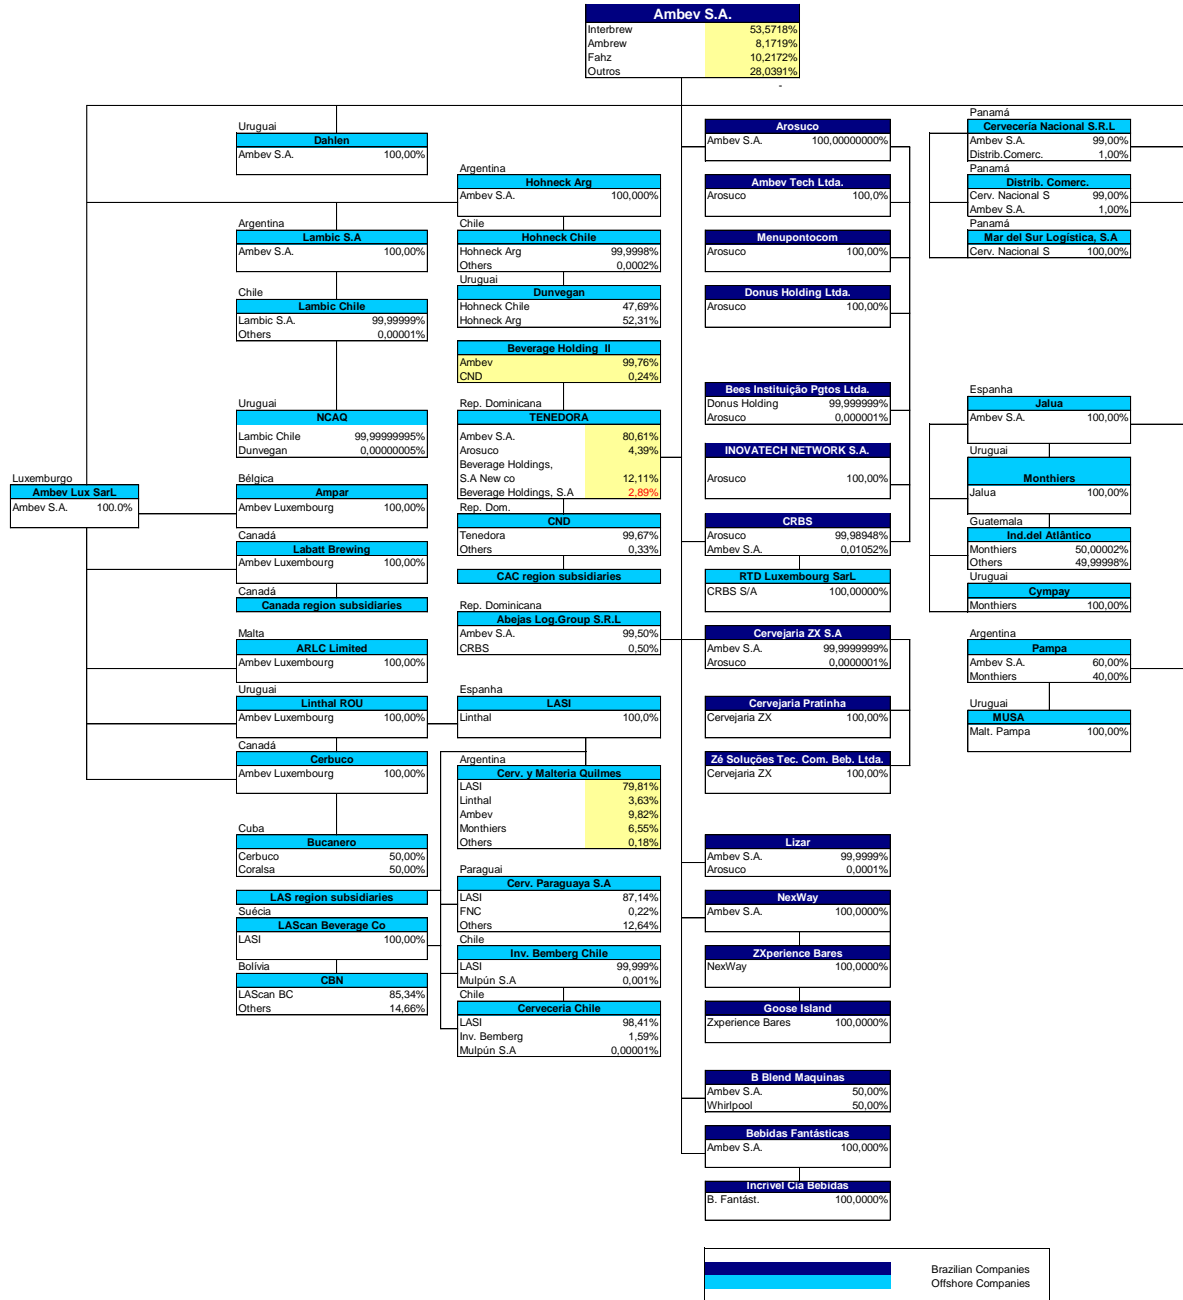 Ambev S.A.
Interbrew 53,5718%
Ambrew 8,1719%
Fahz 10,2172%
Outros 28,0391%
-
Uruguai
Dahlen
Ambev S.A. 100,00%
Argentina
Lambic S.A
Ambev S.A. 100,00%
Chile
Lambic Chile
Lambic S.A. 99,99999%
Others 0,00001%
Uruguai
NCAQ
Lambic Chile 99,99999995%
Dunvegan 0,00000005%
Luxemburgo
Ambev Lux SarL
Ambev S.A. 100.0%
Bélgica
Ampar
Ambev Luxembourg 100,00%
Canadá
Labatt Brewing
Ambev Luxembourg 100,00%
Canadá
Canada region subsidiaries
Malta
ARLC Limited
Ambev Luxembourg 100,00%
Uruguai
Linthal ROU
Ambev Luxembourg 100,00%
Canadá
Cerbuco
Ambev Luxembourg 100,00%
Cuba
Bucanero
Cerbuco 50,00%
Coralsa 50,00%
LAS region subsidiaries
Suécia
LAScan Beverage Co
LASI 100,00%
Bolívia
CBN
LAScan BC 85,34%
Others 14,66%
Argentina
Hohneck Arg
Ambev S.A. 100,000%
Chile
Hohneck Chile
Hohneck Arg 99,9998%
Others 0,0002%
Uruguai
Dunvegan
Hohneck Chile 47,69%
Hohneck Arg 52,31%
Beverage Holding II
Ambev 99,76%
CND 0,24%
Rep. Dominicana
TENEDORA
Ambev S.A. 80,61%
Arosuco 4,39%
Beverage Holdings,
S.A New co 12,11%
Beverage Holdings, S.A 2,89%
Rep. Dom.
CND
Tenedora 99,67%
Others 0,33%
CAC region subsidiaries
Rep. Dominicana
Abejas Log.Group S.R.L
Ambev S.A. 99,50%
CRBS 0,50%
Espanha
LASI
Linthal 100,0%
Argentina
Cerv. y Malteria Quilmes
LASI 79,81%
Linthal 3,63%
Ambev 9,82%
Monthiers 6,55%
Others 0,18%
Paraguai
Cerv. Paraguaya S.A
LASI 87,14%
FNC 0,22%
Others 12,64%
Chile
Inv. Bemberg Chile
LASI 99,999%
Mulpún S.A 0,001%
Chile
Cerveceria Chile
LASI 98,41%
Inv. Bemberg 1,59%
Mulpún S.A 0,00001%
Arosuco
Ambev S.A. 100,00000000%
Ambev Tech Ltda.
Arosuco 100,0%
Menupontocom
Arosuco 100,00%
Donus Holding Ltda.
Arosuco 100,00%
Bees Instituição Pgtos Ltda.
Donus Holding 99,999999%
Arosuco 0,000001%
INOVATECH NETWORK S.A.
Arosuco 100,00%
CRBS
Arosuco 99,98948%
Ambev S.A. 0,01052%
RTD Luxembourg SarL
CRBS S/A 100,00000%
Cervejaria ZX S.A
Ambev S.A. 99,9999999%
Arosuco 0,0000001%
Cervejaria Pratinha
Cervejaria ZX 100,00%
Zé Soluções Tec. Com. Beb. Ltda.
Cervejaria ZX 100,00%
Lizar
Ambev S.A. 99,9999%
Arosuco 0,0001%
NexWay
Ambev S.A. 100,0000%
ZXperience Bares
NexWay 100,0000%
Goose Island
Zxperience Bares 100,0000%
B Blend Maquinas
Ambev S.A. 50,00%
Whirlpool 50,00%
Bebidas Fantásticas
Ambev S.A. 100,000%
Incrivel Cia Bebidas
B. Fantást. 100,0000%
Panamá
Cervecería Nacional S.R.L
Ambev S.A. 99,00%
Distrib.Comerc. 1,00%
Panamá
Distrib. Comerc.
Cerv. Nacional S 99,00%
Ambev S.A. 1,00%
Panamá
Mar del Sur Logística, S.A
Cerv. Nacional S 100,00%
Espanha
Jalua
Ambev S.A. 100,00%
Uruguai
Monthiers
Jalua 100,00%
Guatemala
Ind.del Atlântico
Monthiers 50,00002%
Others 49,99998%
Uruguai
Cympay
Monthiers 100,00%
Argentina
Pampa
Ambev S.A. 60,00%
Monthiers 40,00%
Uruguai
MUSA
Malt. Pampa 100,00%
Brazilian Companies
Offshore Companies